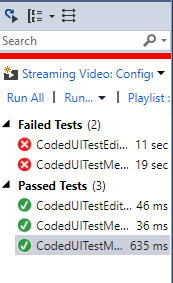 Search
Streaming Video: Configu
Run All | Run... | Playlist :
Failed Tests (2)
CodedUITestEdi... 11 sec
CodedUITestMe... 19 sec
Passed Tests (3)
CodedUITestEdit... 46 ms
CodedUITestMe... 36 ms
CodedUITestM... 635 ms